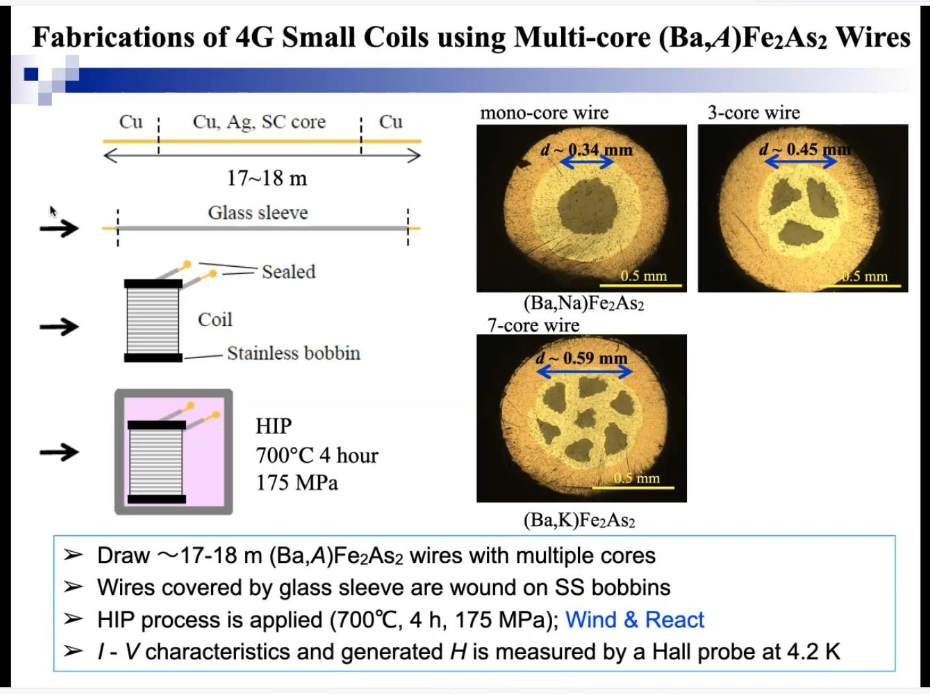 Fabrications of 4G Small Coils using Multi-core (Ba,A)Fe₂As₂ Wires
Cu
Cu, Ag, SC core
Cu
17~18 m
Glass sleeve
Sealed
Coil
Stainless bobbin
HIP
700°C 4 hour
175 MPa
mono-core wire
d ~ 0.34 mm
0.5 mm
3-core wire
d ~ 0.45 mm
0.5 mm
(Ba,Na)Fe₂As₂
7-core wire
d ~ 0.59 mm
0.5 mm
(Ba,K)Fe₂As₂
➢ Draw ～17-18 m (Ba,A)Fe₂As₂ wires with multiple cores
➢ Wires covered by glass sleeve are wound on SS bobbins
➢ HIP process is applied (700℃, 4 h, 175 MPa); Wind & React
➢ I - V characteristics and generated H is measured by a Hall probe at 4.2 K